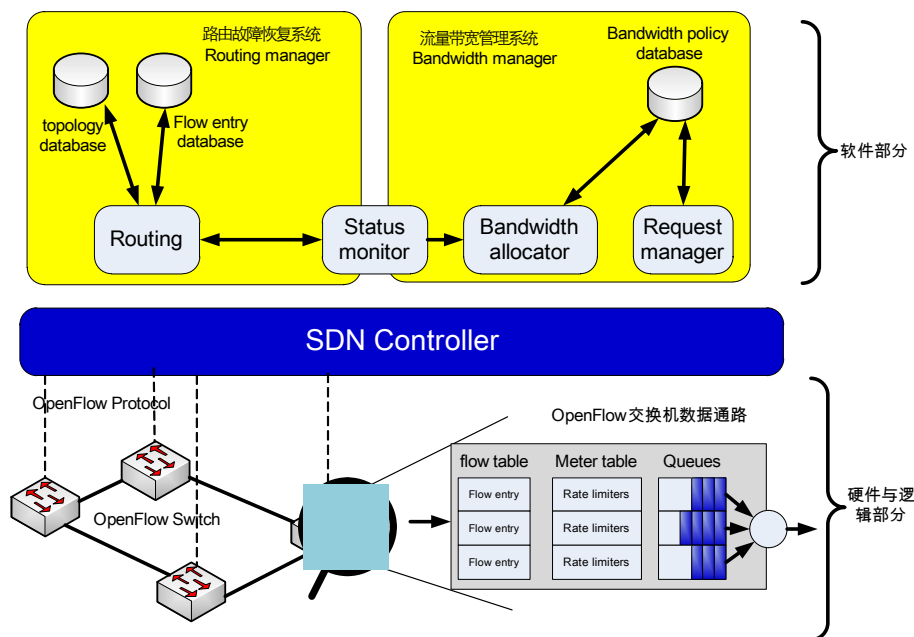 路由故障恢复系统
Routing manager
topology
database
Flow entry
database
Routing
Status
monitor
流量带宽管理系统
Bandwidth manager
Bandwidth policy
database
Bandwidth
allocator
Request
manager
软件部分
SDN Controller
OpenFlow Protocol
OpenFlow Switch
OpenFlow交换机数据通路
flow table
Meter table
Queues
Flow entry
Rate limiters
Flow entry
Rate limiters
Flow entry
Rate limiters
硬件与逻
辑部分